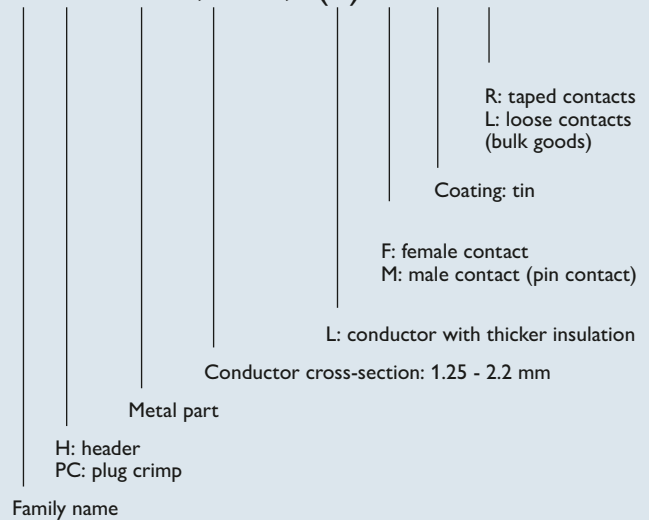 R: taped contacts
L: loose contacts
(bulk goods)
Coating: tin
F: female contact
M: male contact (pin contact)
L: conductor with thicker insulation
Conductor cross-section: 1.25 - 2.2 mm
Metal part
H: header
PC: plug crimp
Family name